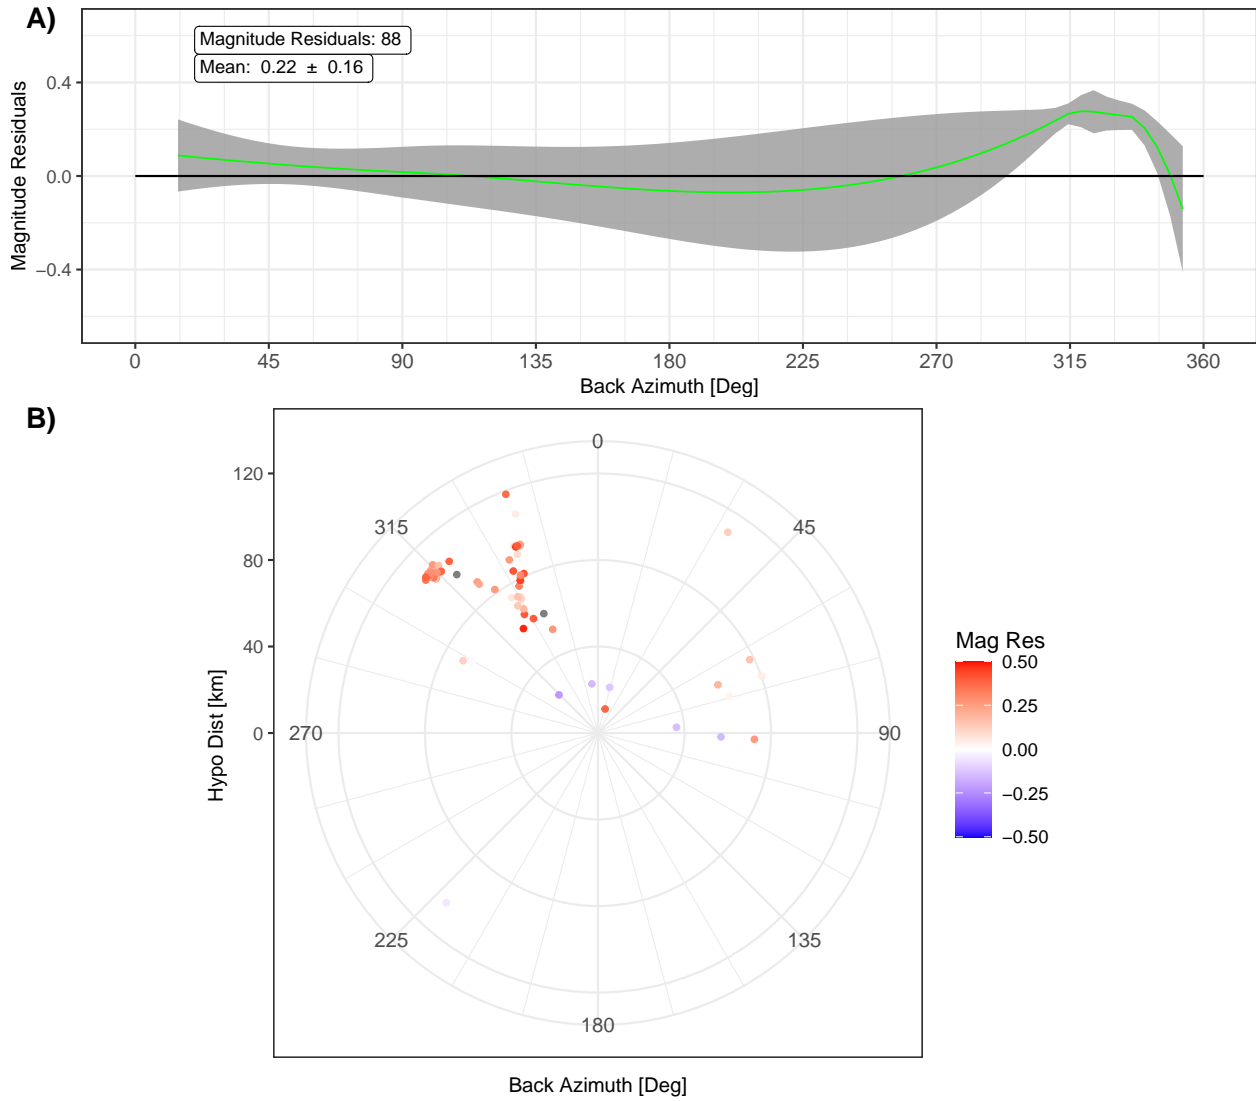 A)
Magnitude Residuals: 88
Mean:  0.22  ±  0.16
Magnitude Residuals
0.4
0.0
−0.4
0 45 90 135 180 225 270 315 360
Back Azimuth [Deg]
B)
Hypo Dist [km]
120
80
40
0
0
45
90
135
180
225
270
315
Back Azimuth [Deg]
Mag Res
0.50
0.25
0.00
−0.25
−0.50